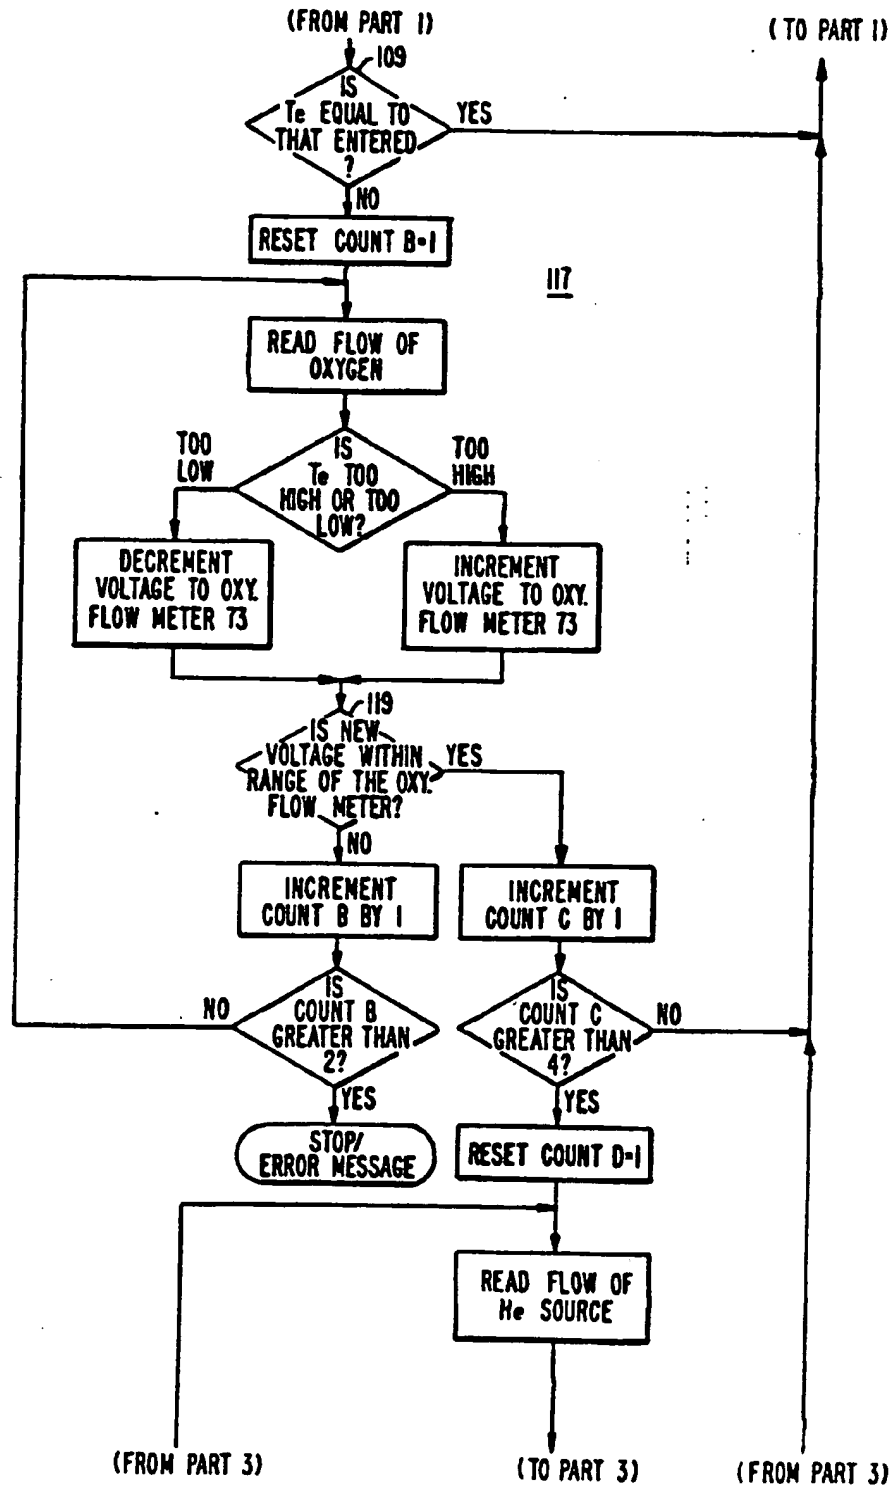 (FROM PART 1)
(TO PART 1)
109
IS
Te EQUAL TO
THAT ENTERED
?
YES
NO
RESET COUNT B=1
117
READ FLOW OF
OXYGEN
TOO
LOW
IS
Te TOO
HIGH OR TOO
LOW?
TOO
HIGH
DECREMENT
VOLTAGE TO OXY.
FLOW METER 73
INCREMENT
VOLTAGE TO OXY.
FLOW METER 73
119
IS NEW
VOLTAGE WITHIN
RANGE OF THE OXY.
FLOW METER?
YES
NO
INCREMENT
COUNT B BY 1
INCREMENT
COUNT C BY 1
NO
IS
COUNT B
GREATER THAN
2?
IS
COUNT C
GREATER THAN
4?
NO
YES
YES
STOP/
ERROR MESSAGE
RESET COUNT D=1
READ FLOW OF
He SOURCE
(FROM PART 3)
(TO PART 3)
(FROM PART 3)